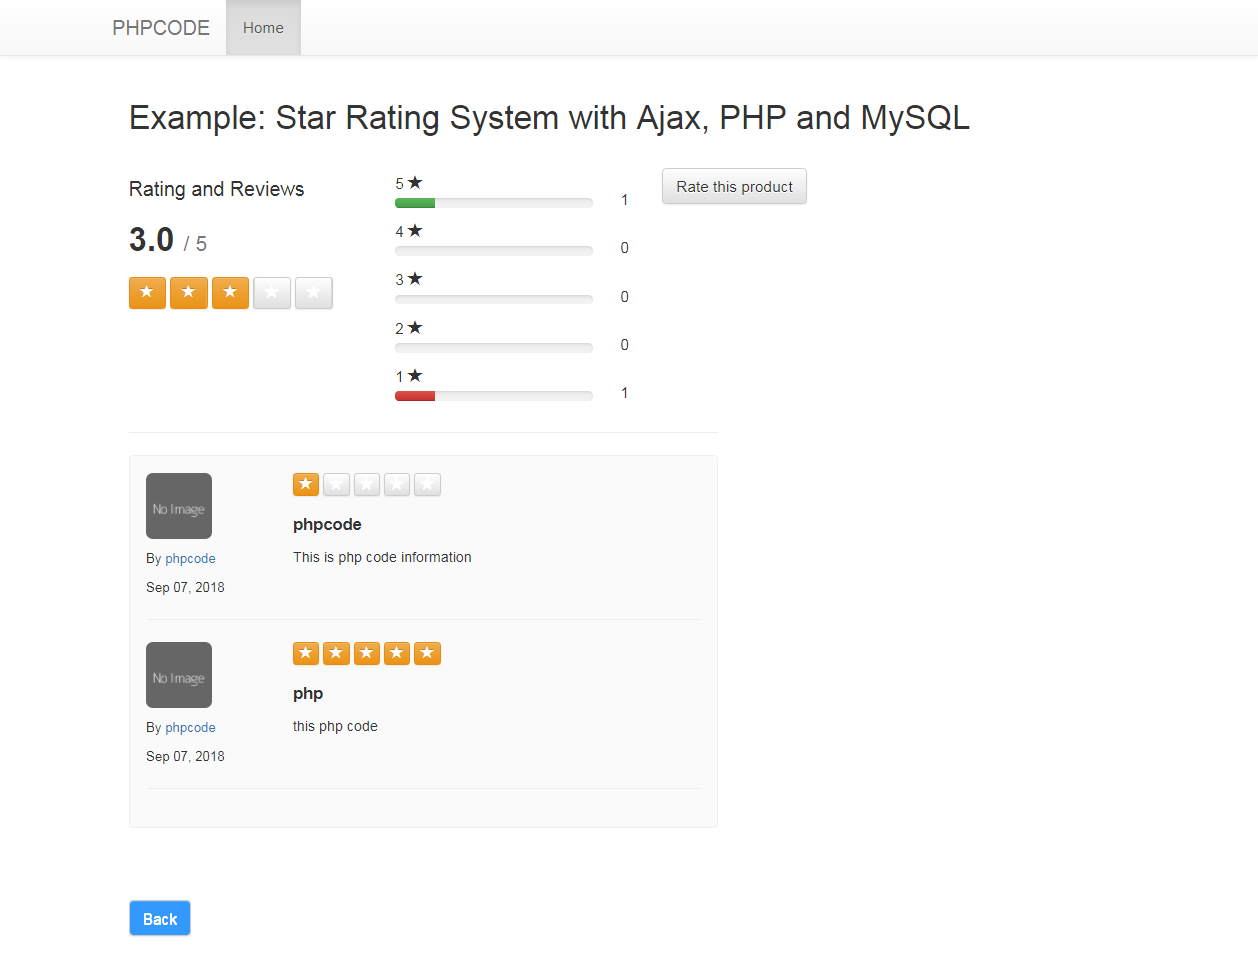 PHPCODE Home
Example: Star Rating System with Ajax, PHP and MySQL
Rating and Reviews
3.0 / 5
5 ★ 1
4 ★ 0
3 ★ 0
2 ★ 0
1 ★ 1
Rate this product
No Image
By phpcode
Sep 07, 2018
phpcode
This is php code information
No Image
By phpcode
Sep 07, 2018
php
this php code
Back